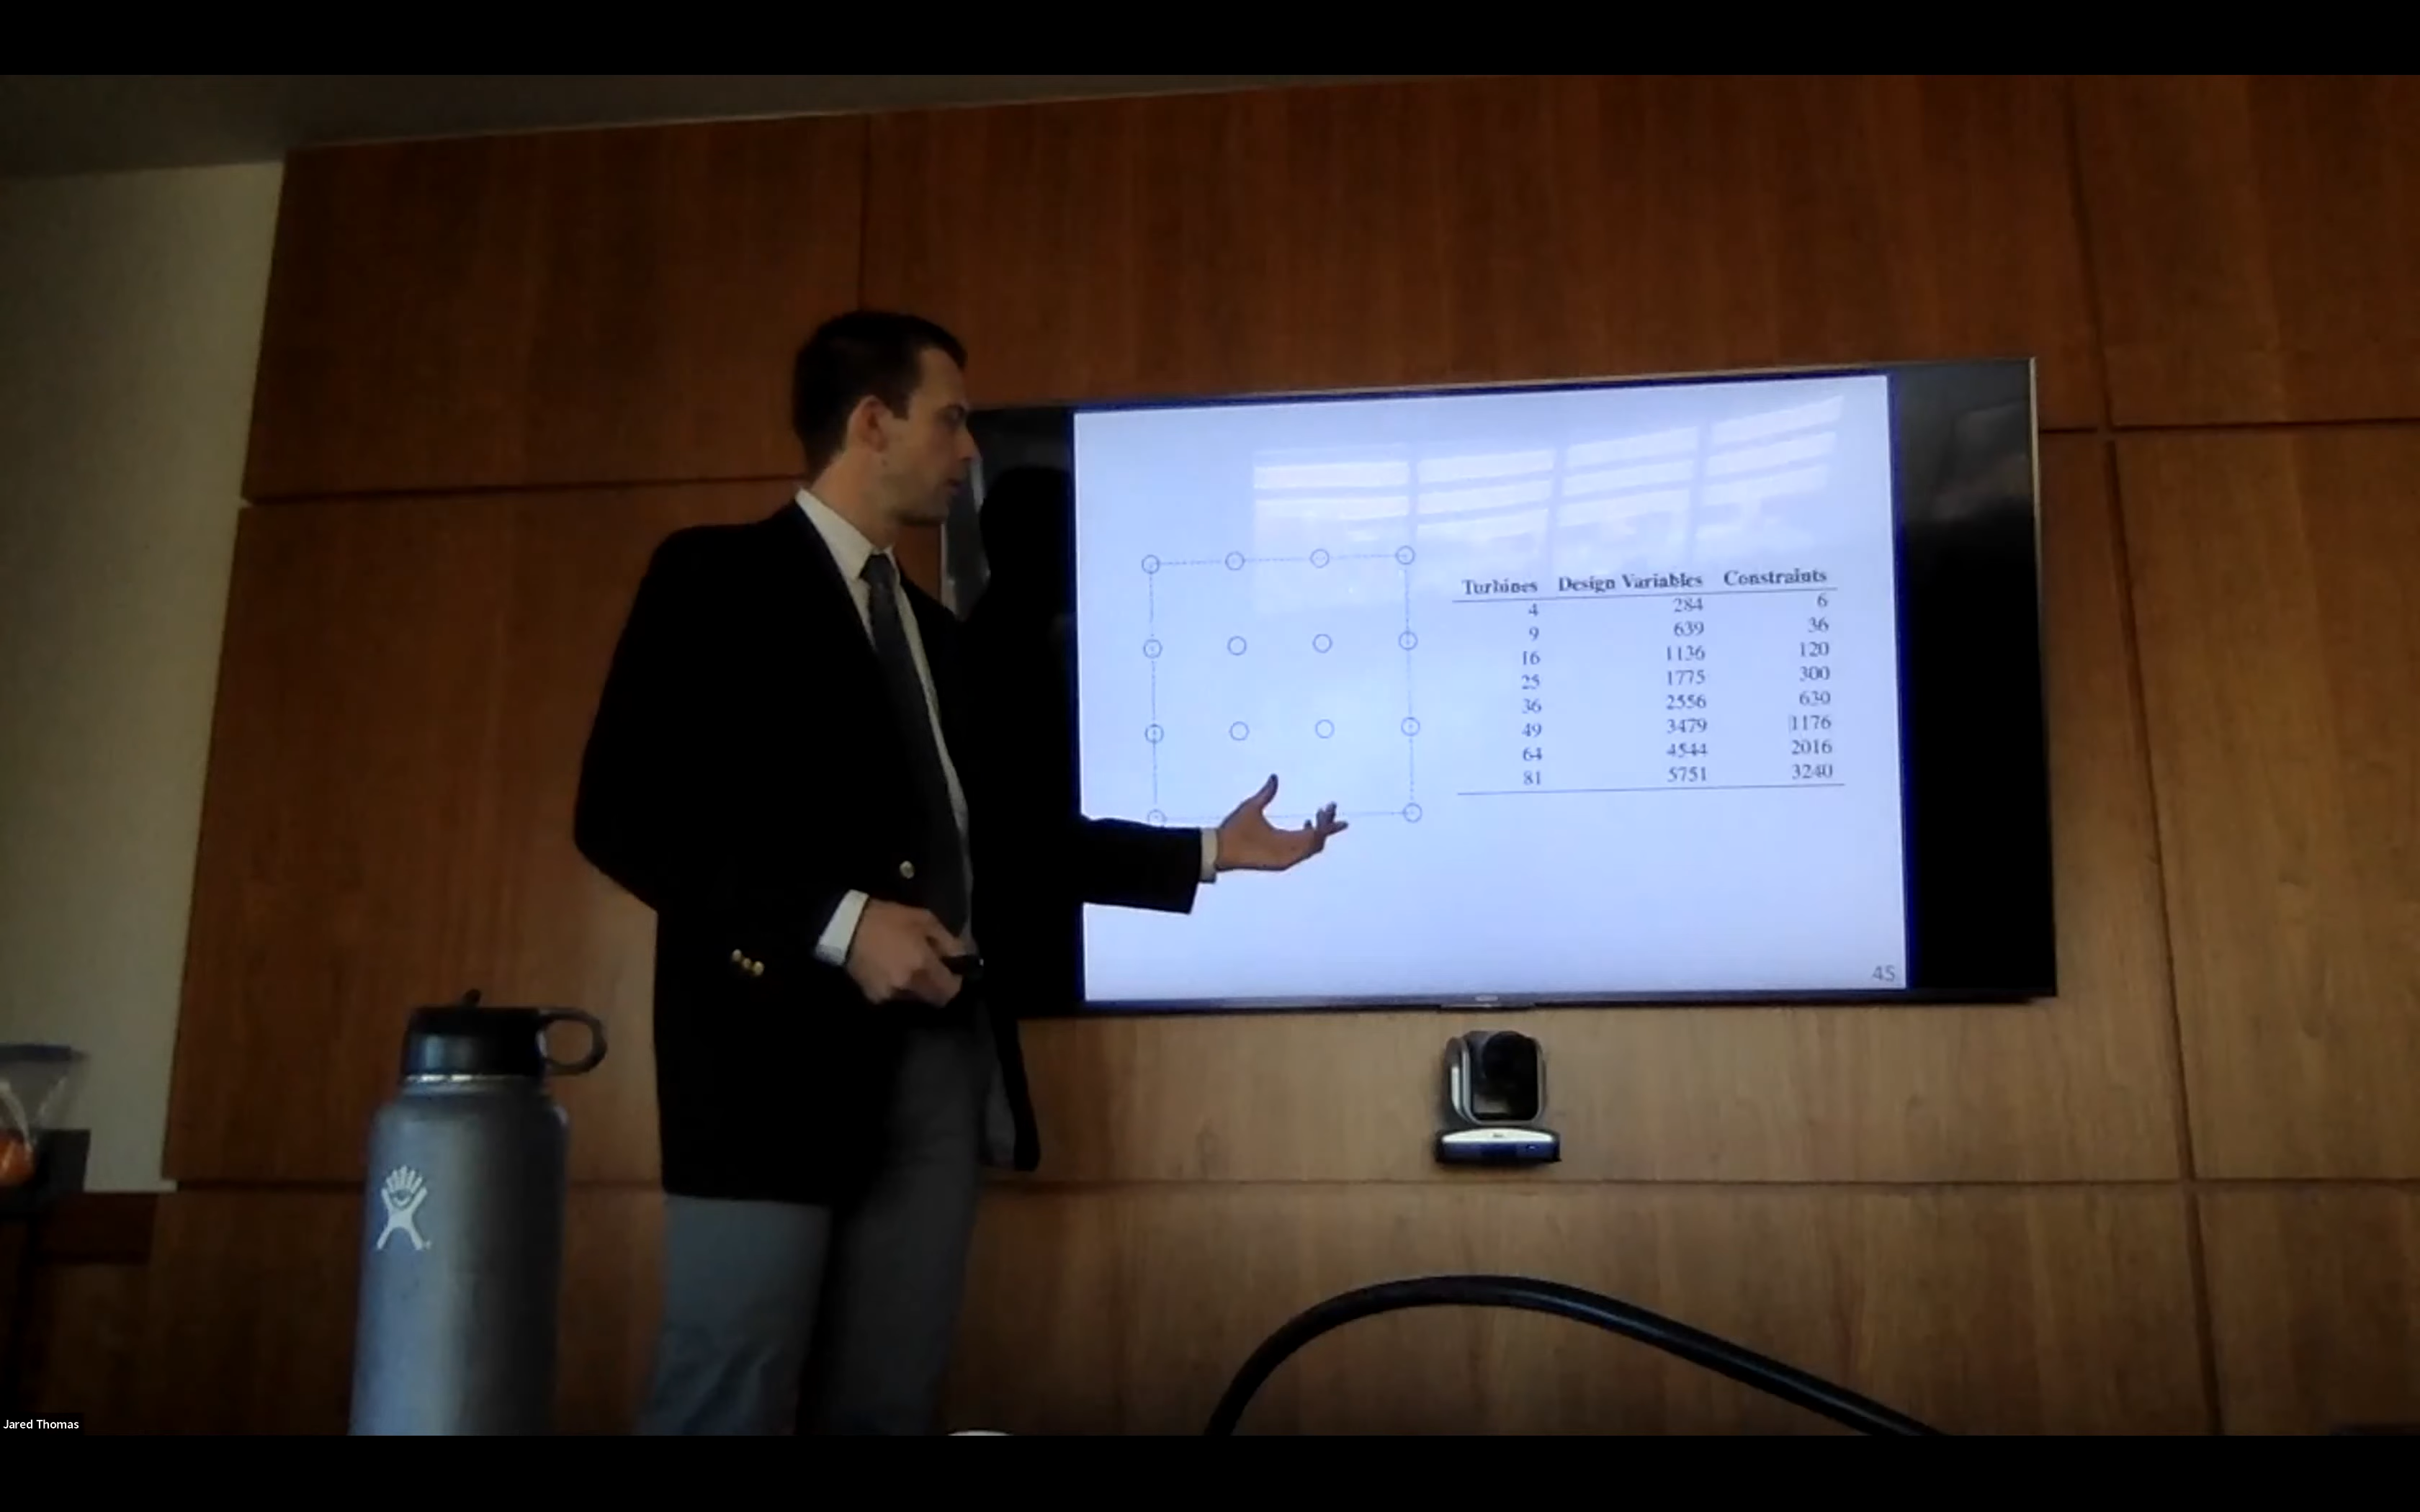 Turbines Design Variables Constraints
4 284 6
9 639 36
16 1136 120
25 1775 300
36 2556 630
49 3479 1176
64 4544 2016
81 5751 3240
45
Jared Thomas